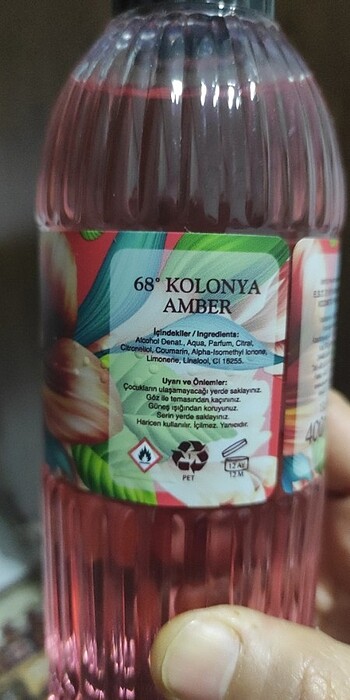 68° KOLONYA
AMBER
İçindekiler / Ingredients:
Alcohol Denat., Aqua, Parfum, Citral,
Citronellol, Coumarin, Alpha-Isomethyl Ionone,
Limonene, Linalool, CI 16255.
Uyarı ve Önlemler:
Çocukların ulaşamayacağı yerde saklayınız.
Göz ile temasından kaçınınız.
Güneş ışığından koruyunuz.
Serin yerde saklayınız.
Haricen kullanılır. İçilmez. Yanıcıdır.
PET
12 AY
12 M